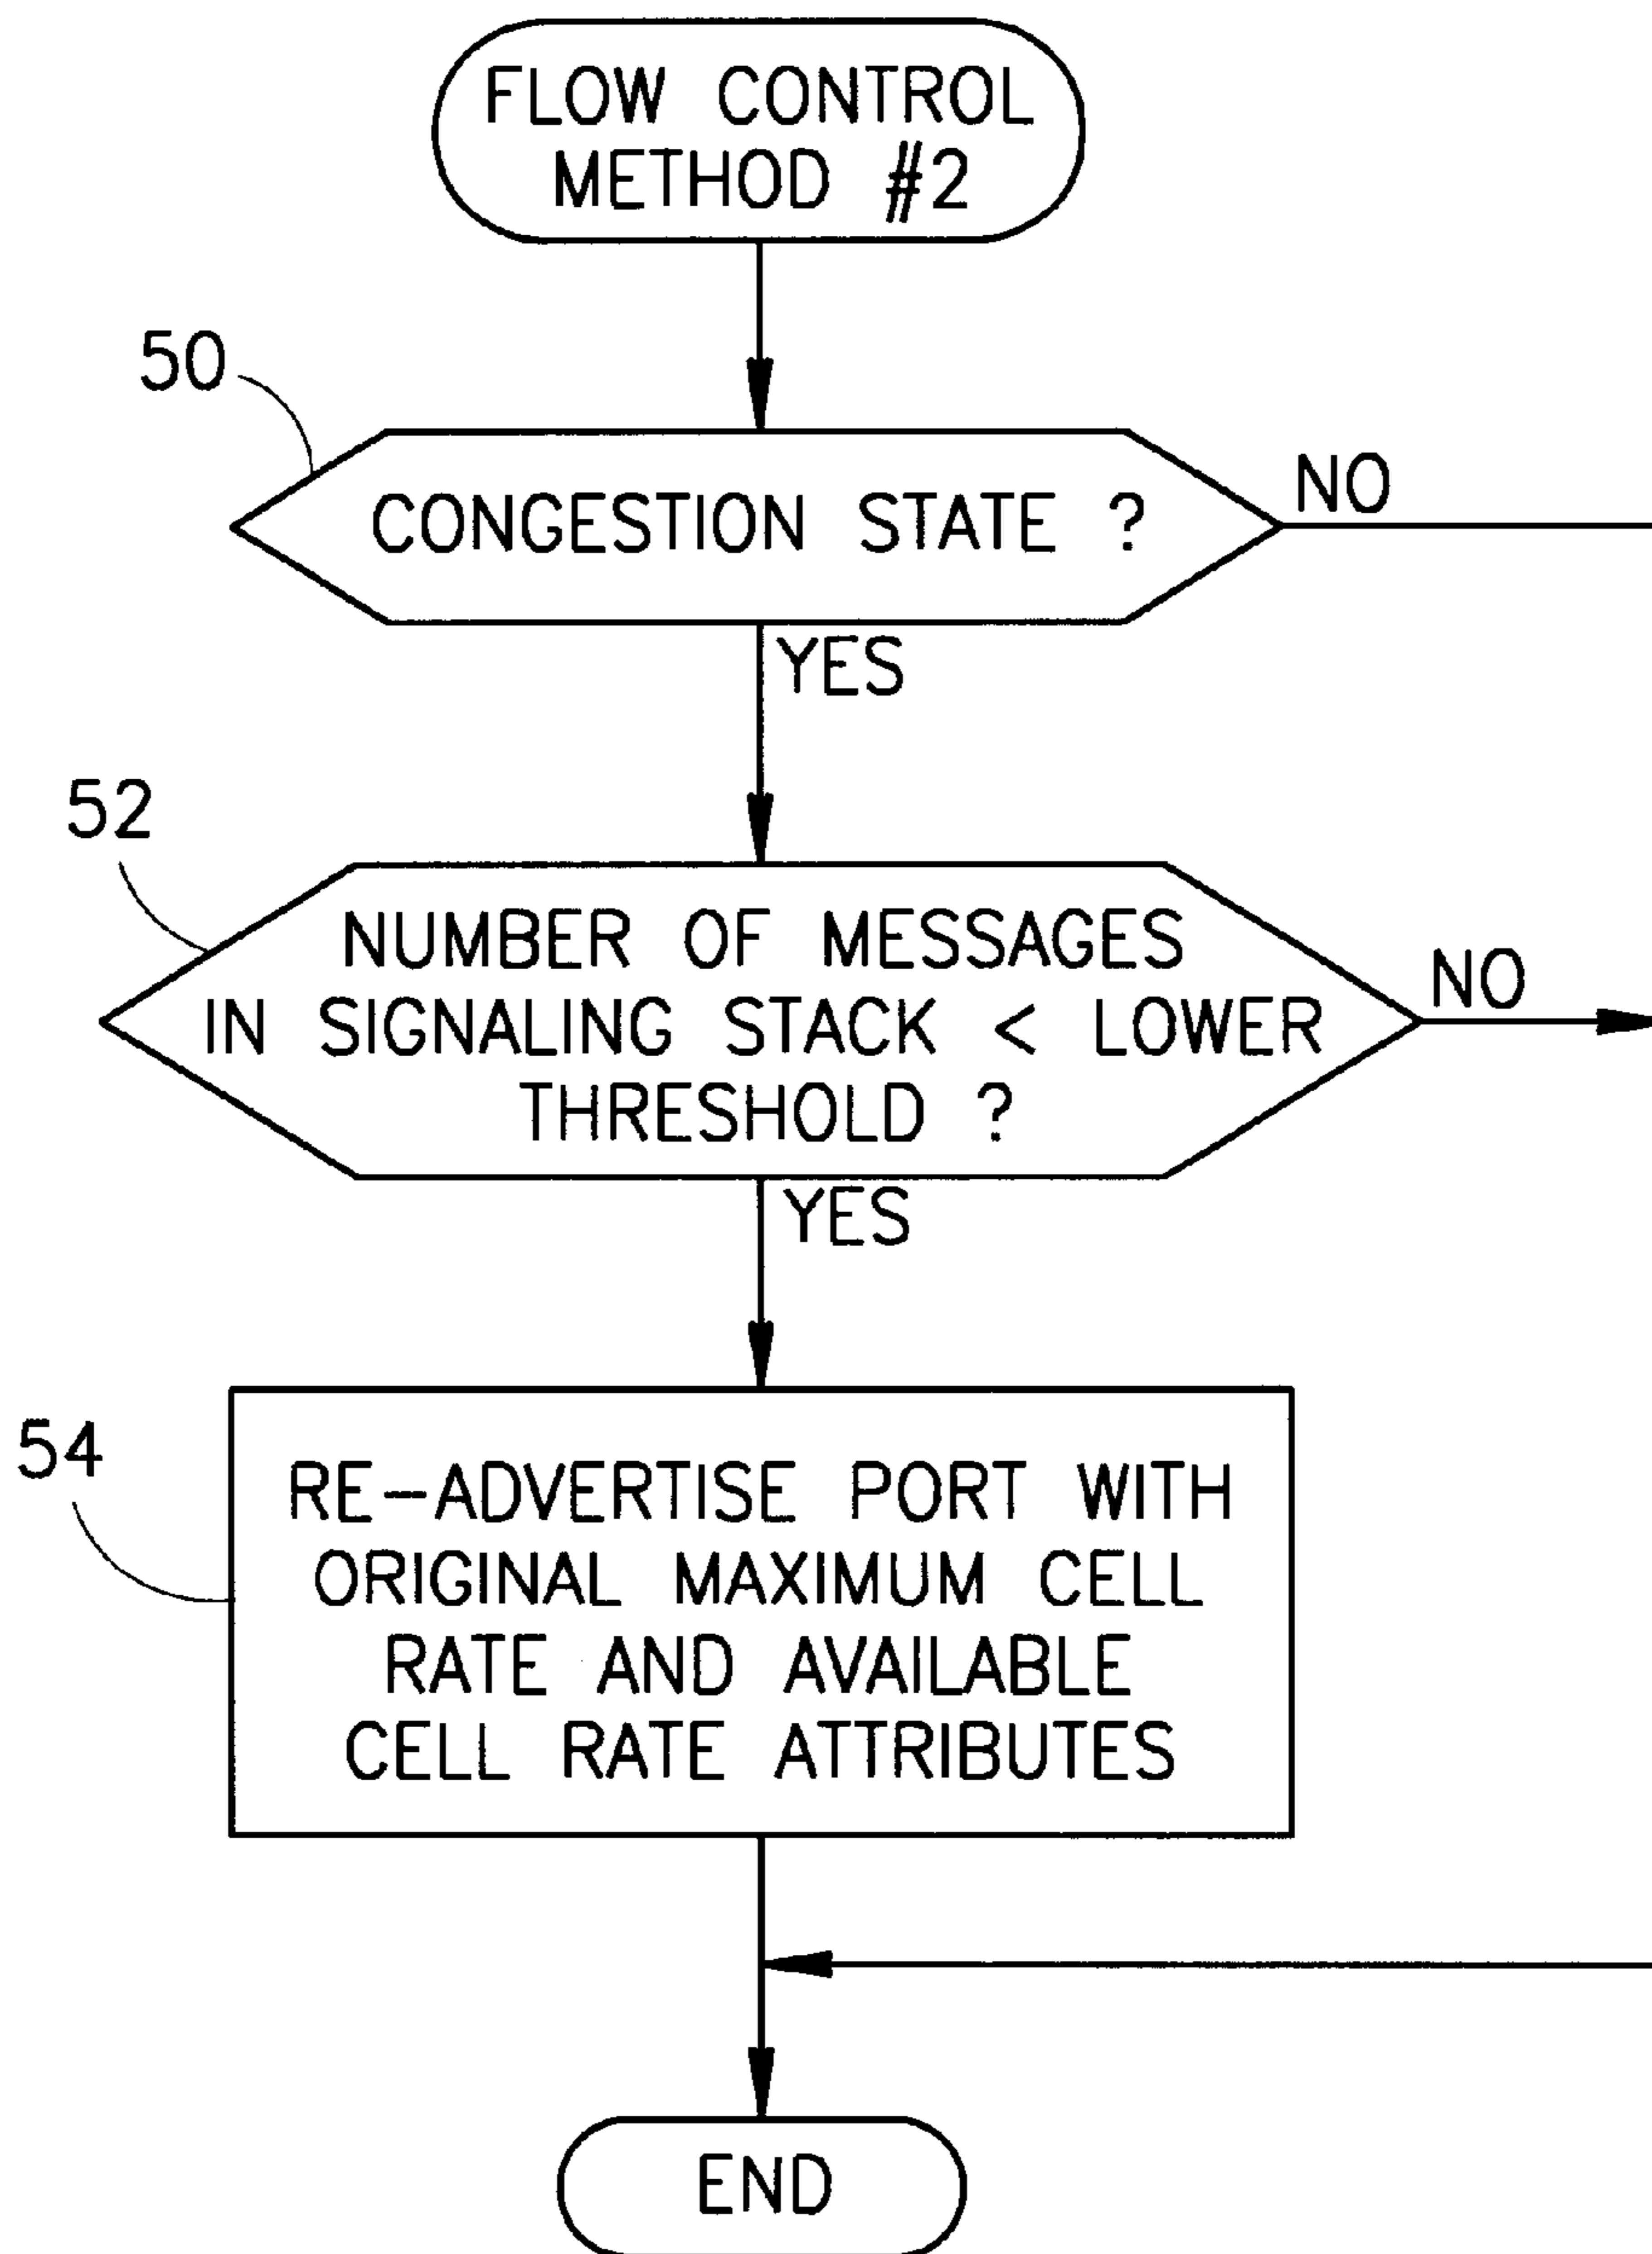 FLOW CONTROL
METHOD #2
50
CONGESTION STATE ?
NO
YES
52
NUMBER OF MESSAGES
IN SIGNALING STACK < LOWER
THRESHOLD ?
NO
YES
54
RE-ADVERTISE PORT WITH
ORIGINAL MAXIMUM CELL
RATE AND AVAILABLE
CELL RATE ATTRIBUTES
END